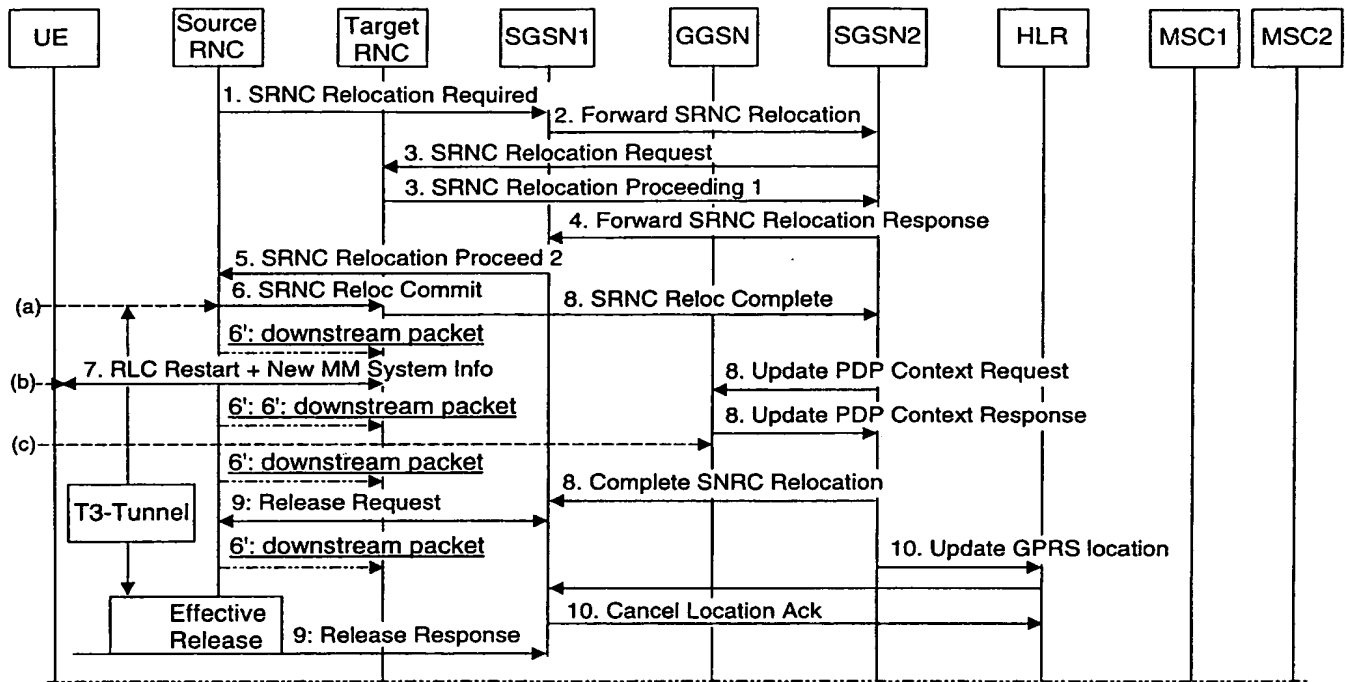 UE
Source
RNC
Target
RNC
SGSN1
GGSN
SGSN2
HLR
MSC1
MSC2
1. SRNC Relocation Required
2. Forward SRNC Relocation
3. SRNC Relocation Request
3. SRNC Relocation Proceeding 1
4. Forward SRNC Relocation Response
5. SRNC Relocation Proceed 2
(a)
6. SRNC Reloc Commit
8. SRNC Reloc Complete
6': downstream packet
7. RLC Restart + New MM System Info
(b)
8. Update PDP Context Request
6': 6': downstream packet
8. Update PDP Context Response
(c)
6': downstream packet
8. Complete SNRC Relocation
T3-Tunnel
9: Release Request
6': downstream packet
10. Update GPRS location
Effective
Release
10. Cancel Location Ack
9: Release Response